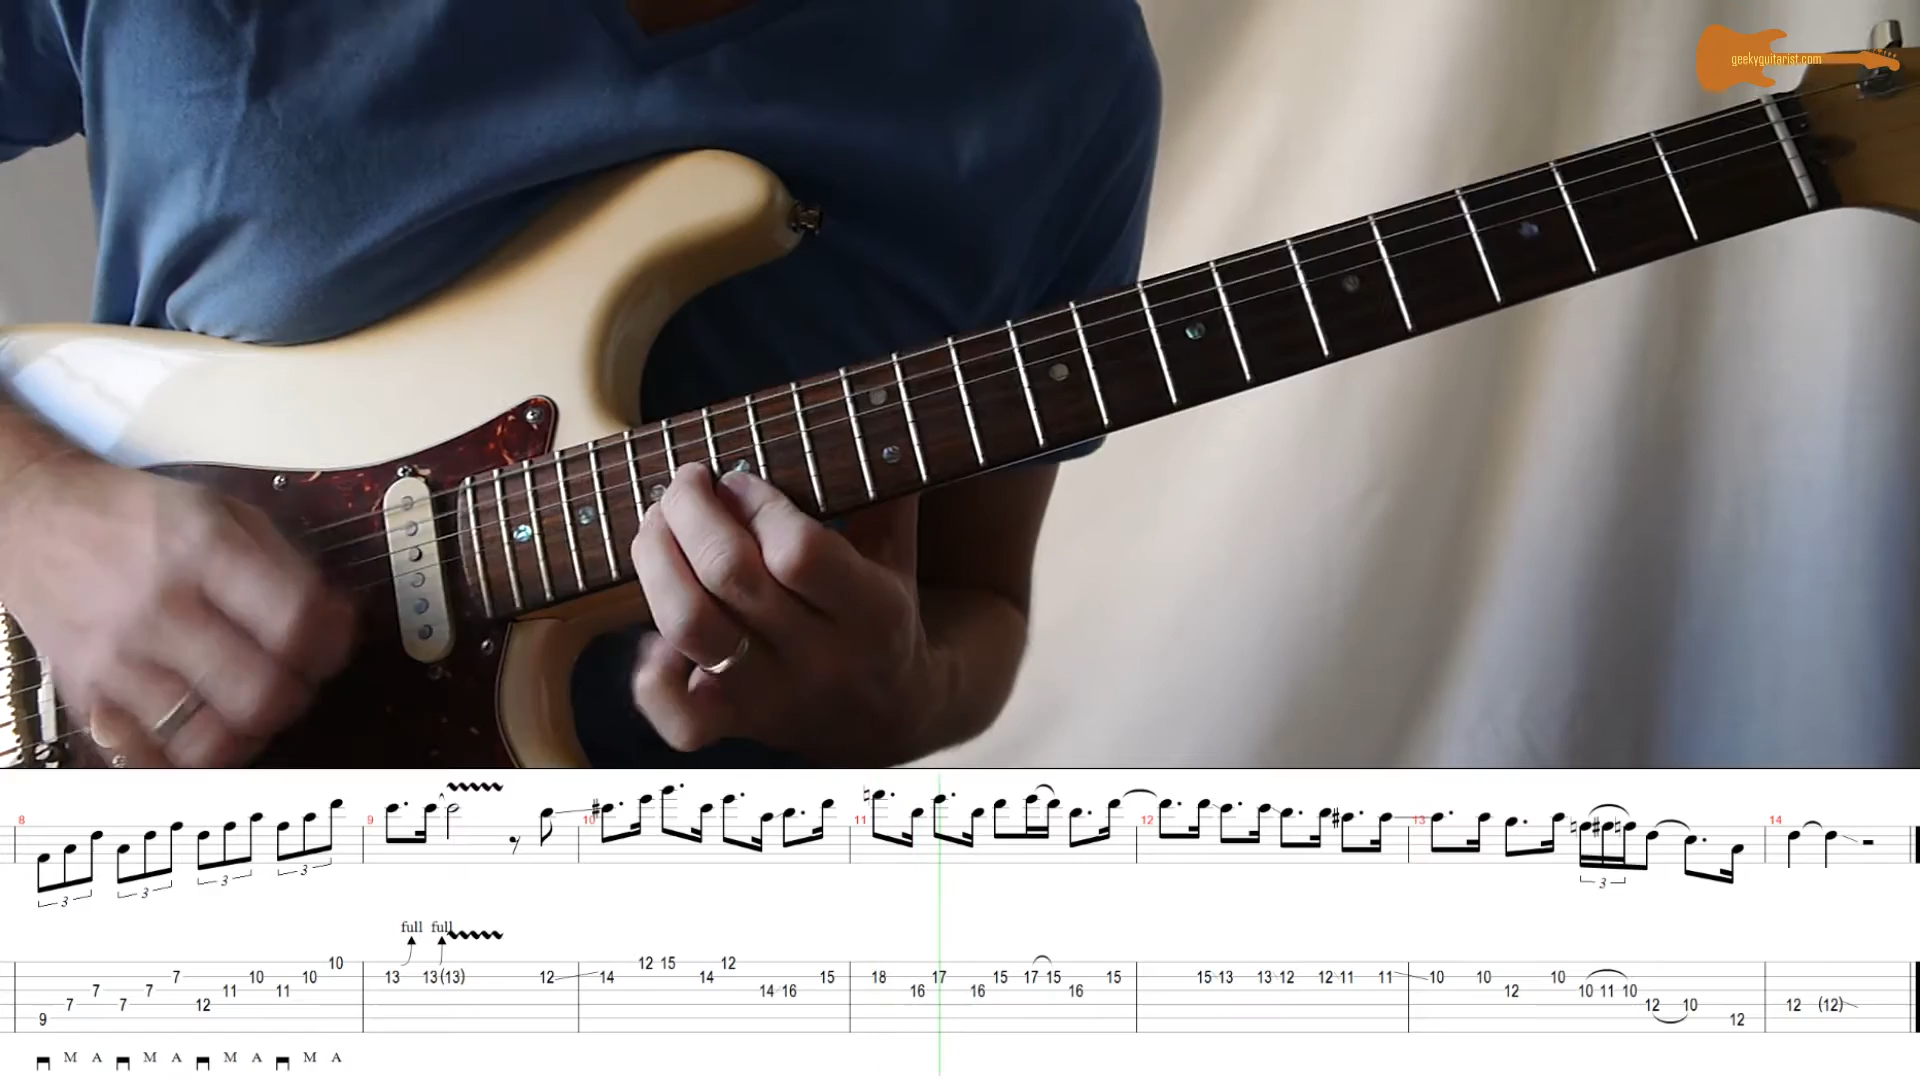 geekyguitarist.com
8 9 10 11 12 13 14
3 3 3 3 3
full full
10 12 15 12
7 7 10 10 13 13 (13) 12 14 14 15 18 17 15 17 15 15 15 13 13 12 12 11 11 10 10 10
7 7 11 11 14 16 16 16 16 12 10 11 10
7 7 12 12 10 12 (12)
9 12
M A M A M A M A